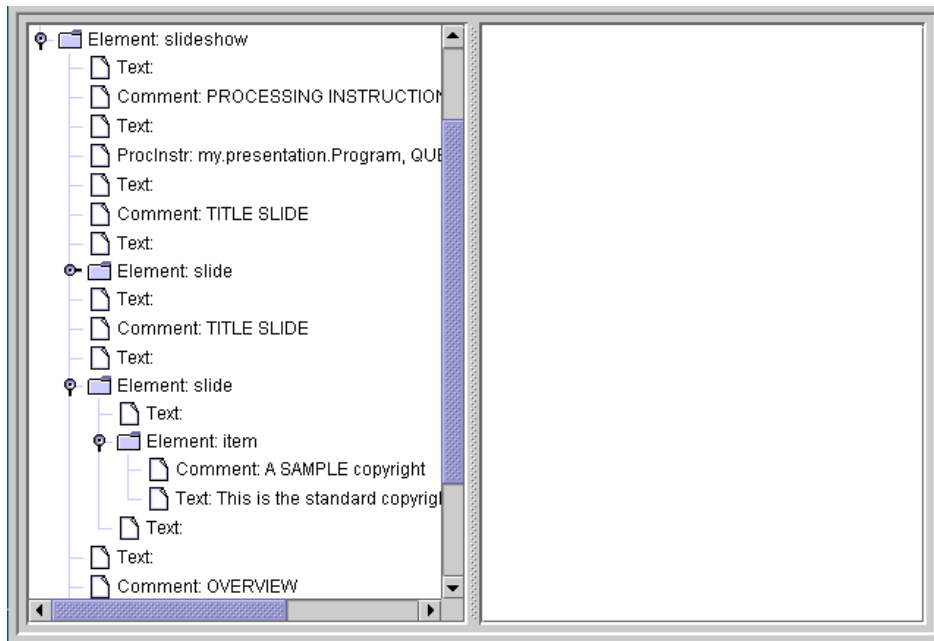 Element: slideshow
Text:
Comment: PROCESSING INSTRUCTION
Text:
ProcInstr: my.presentation.Program, QUE
Text:
Comment: TITLE SLIDE
Text:
Element: slide
Text:
Comment: TITLE SLIDE
Text:
Element: slide
Text:
Element: item
Comment: A SAMPLE copyright
Text: This is the standard copyrig
Text:
Text:
Comment: OVERVIEW